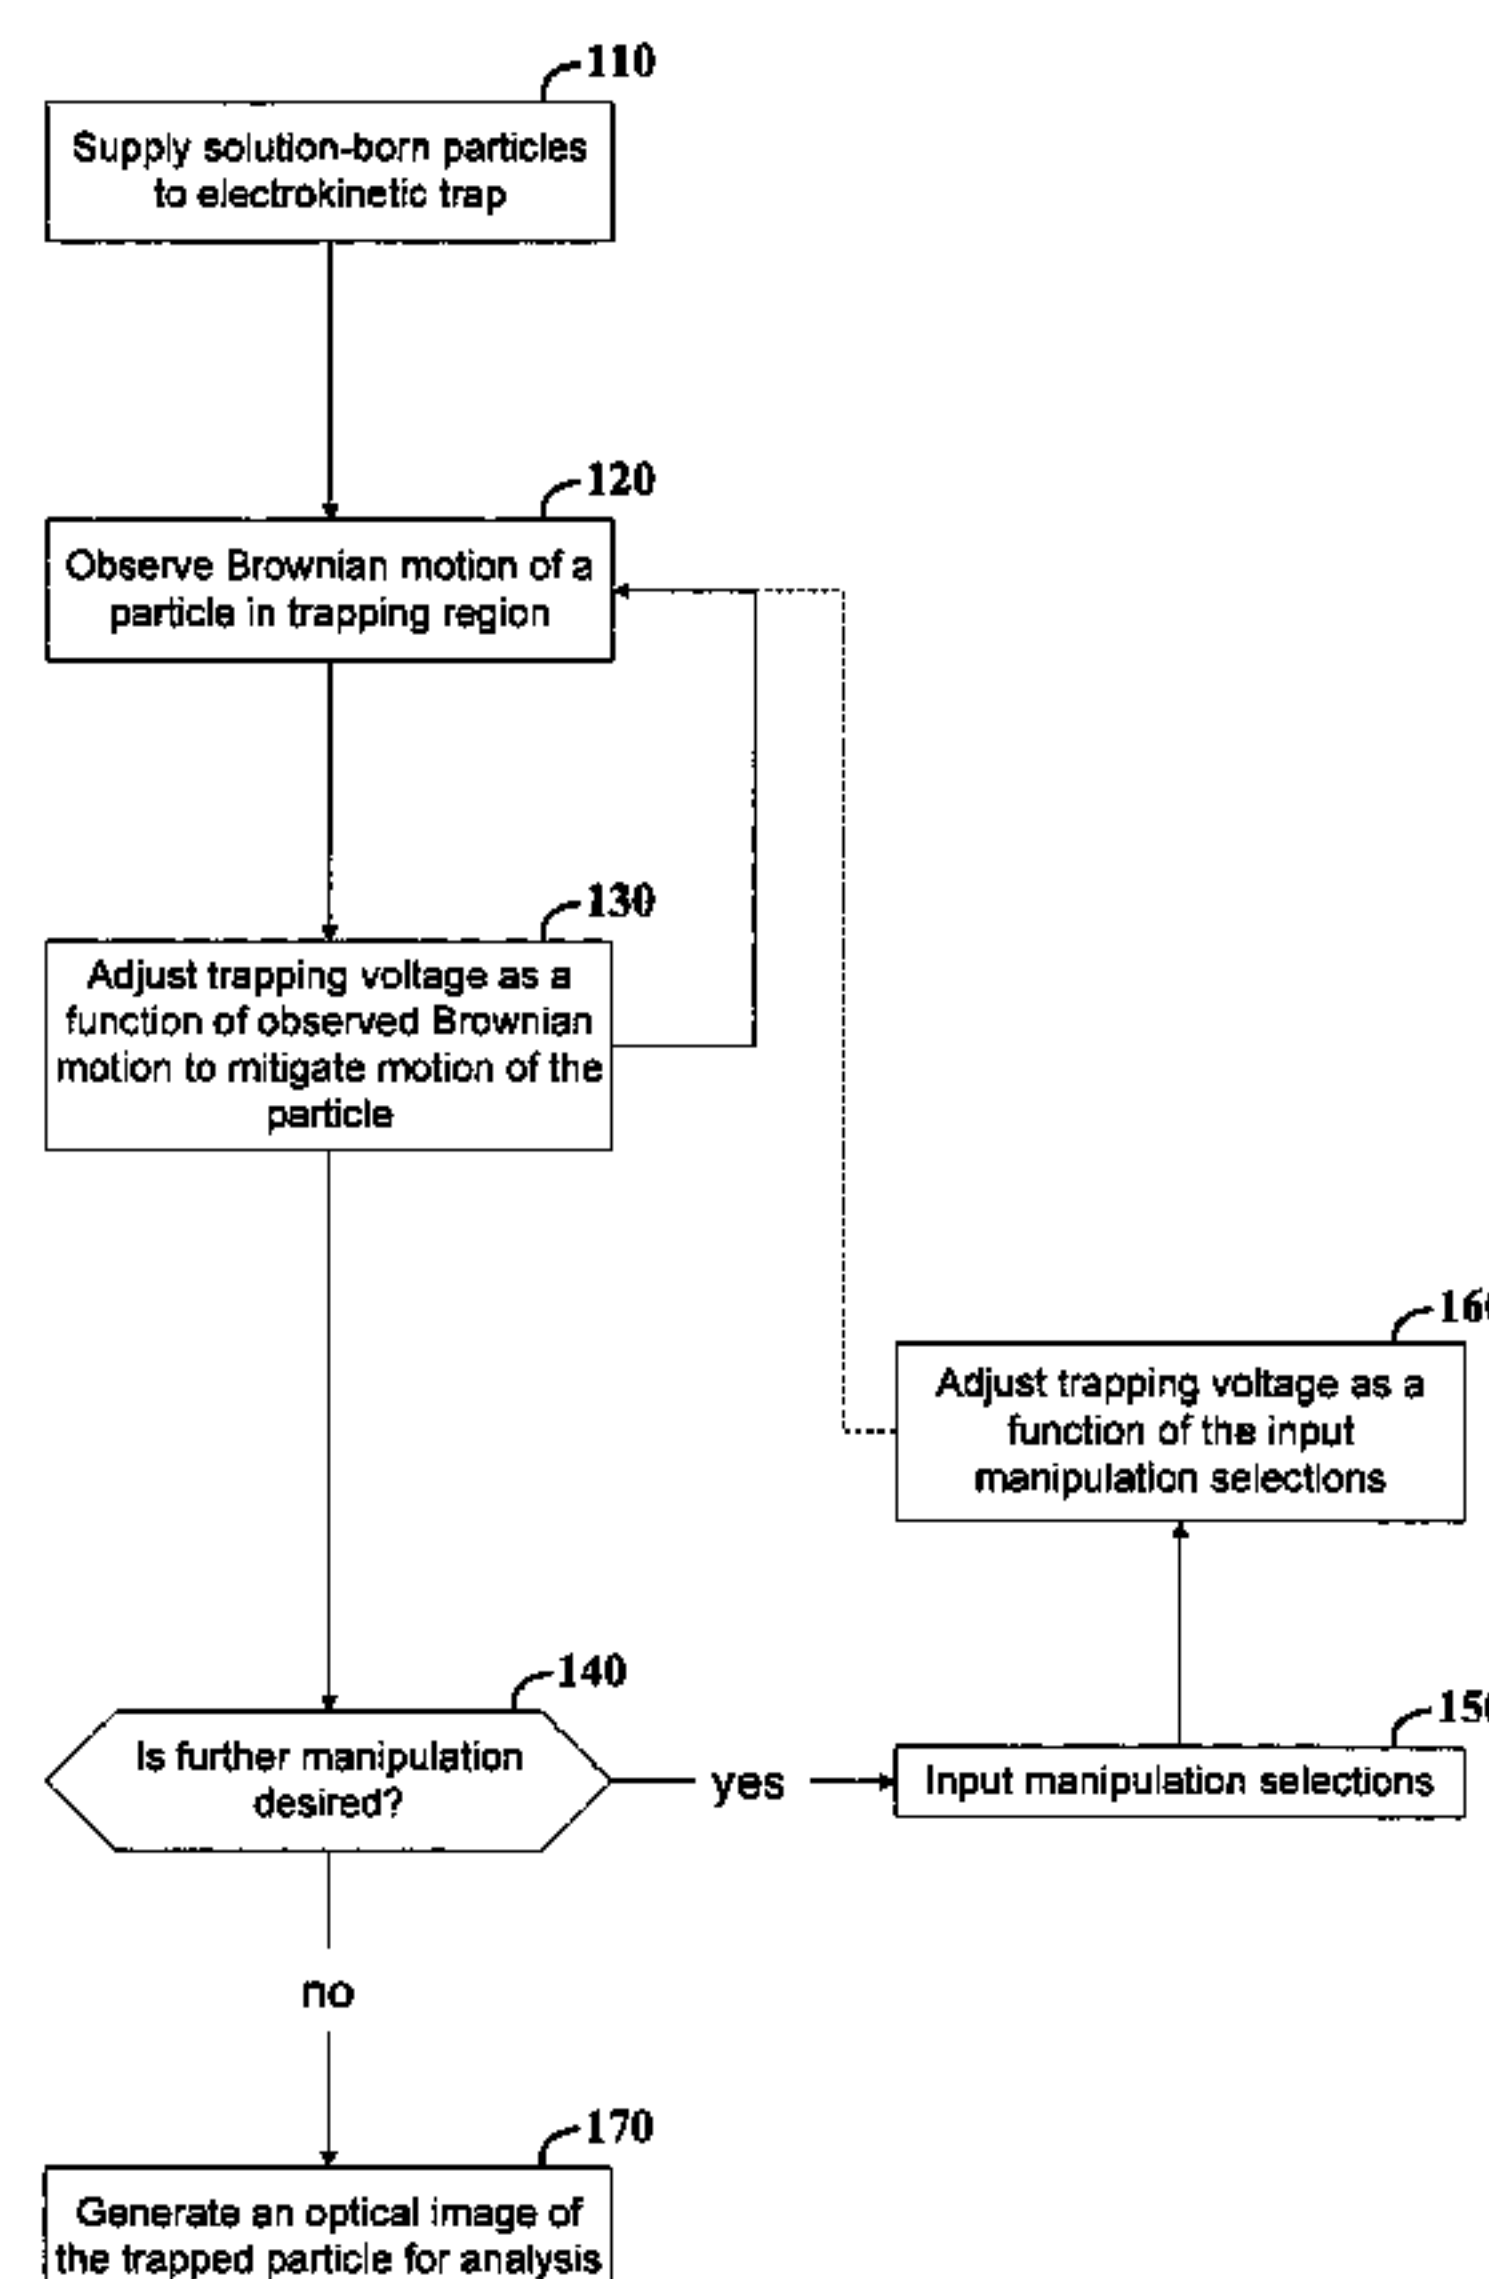 110
Supply solution-born particles
to electrokinetic trap
120
Observe Brownian motion of a
particle in trapping region
130
Adjust trapping voltage as a
function of observed Brownian
motion to mitigate motion of the
particle
Adjust trapping voltage as a
function of the input
manipulation selections
140
Is further manipulation
desired?
yes
Input manipulation selections
no
170
Generate an optical image of
the trapped particle for analysis